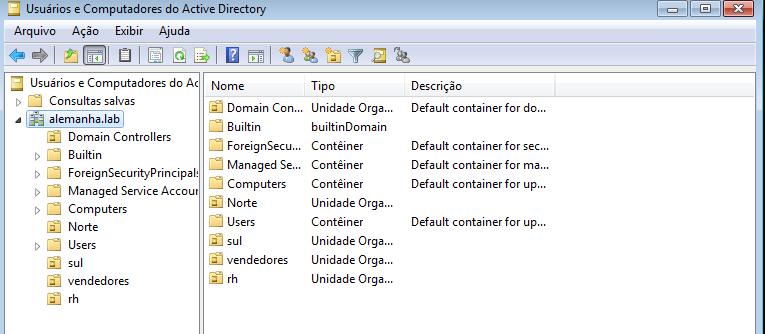 Usuários e Computadores do Active Directory
Arquivo Ação Exibir Ajuda
Usuários e Computadores do Ac
Consultas salvas
alemanha.lab
Domain Controllers
Builtin
ForeignSecurityPrincipals
Managed Service Accour
Computers
Norte
Users
sul
vendedores
rh
Nome Tipo Descrição
Domain Con... Unidade Orga... Default container for do...
Builtin builtinDomain
ForeignSecu... Contêiner Default container for sec...
Managed Se... Contêiner Default container for ma...
Computers Contêiner Default container for up...
Norte Unidade Orga...
Users Contêiner Default container for up...
sul Unidade Orga...
vendedores Unidade Orga...
rh Unidade Orga...